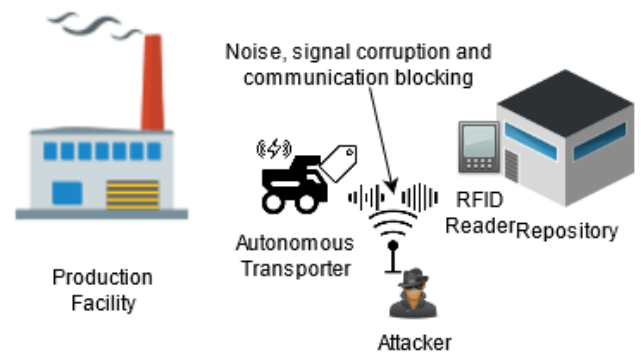 Noise, signal corruption and
communication blocking
RFID
Reader
Repository
Autonomous
Transporter
Production
Facility
Attacker